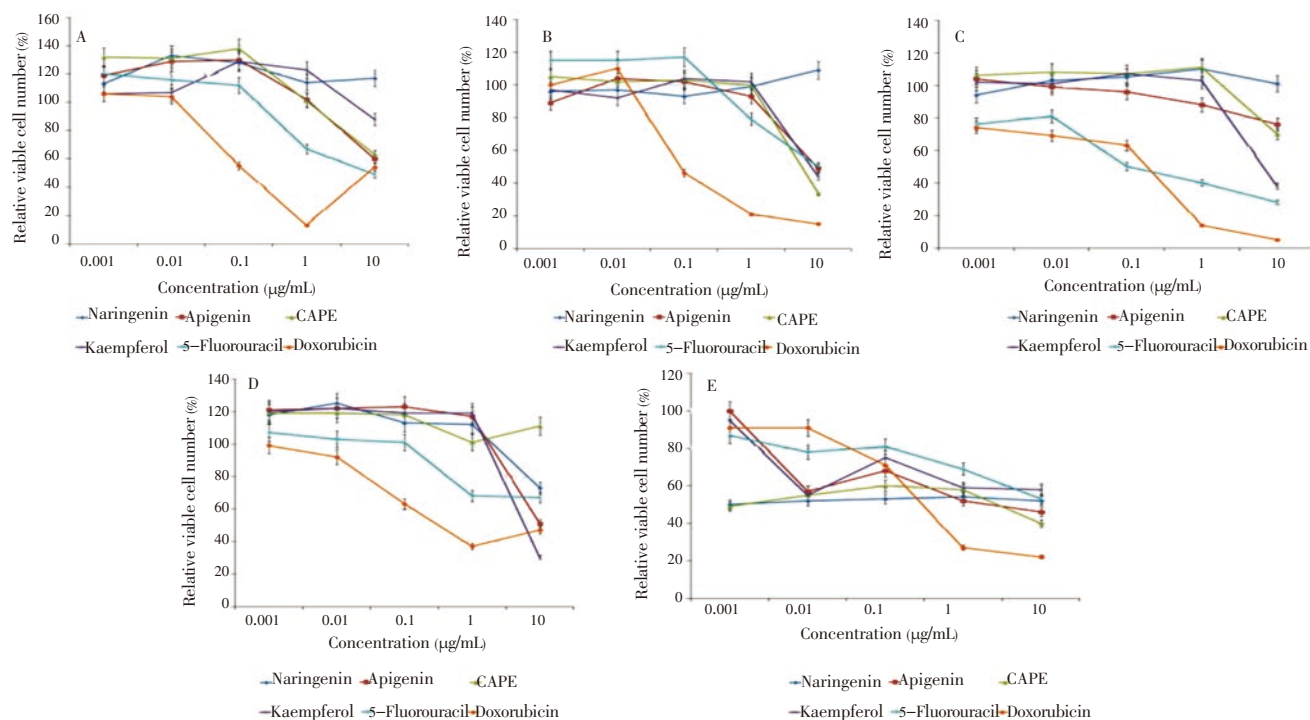 A
Relative viable cell number (%)
160
140
120
100
80
60
40
20
0
0.001 0.01 0.1 1 10
Concentration (μg/mL)
Naringenin Apigenin CAPE
Kaempferol 5–Fluorouracil Doxorubicin
B
Relative viable cell number (%)
140
120
100
80
60
40
20
0
0.001 0.01 0.1 1 10
Concentration (μg/mL)
Naringenin Apigenin CAPE
Kaempferol 5–Fluorouracil Doxorubicin
C
Relative viable cell number (%)
140
120
100
80
60
40
20
0
0.001 0.01 0.1 1 10
Concentration (μg/mL)
Naringenin Apigenin CAPE
Kaempferol 5–Fluorouracil Doxorubicin
D
Relative viable cell number (%)
140
120
100
80
60
40
20
0
0.001 0.01 0.1 1 10
Concentration (μg/mL)
Naringenin Apigenin CAPE
Kaempferol 5–Fluorouracil Doxorubicin
E
Relative viable cell number (%)
120
100
80
60
40
20
0
0.001 0.01 0.1 1 10
Concentration (μg/mL)
Naringenin Apigenin CAPE
Kaempferol 5–Fluorouracil Doxorubicin